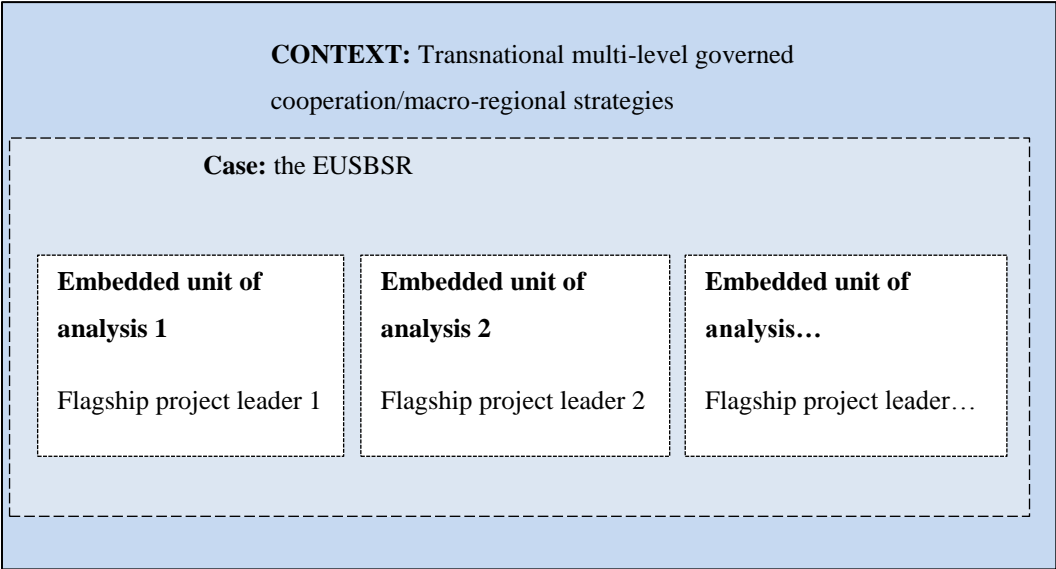 CONTEXT: Transnational multi-level governed
cooperation/macro-regional strategies
Case: the EUSBSR
Embedded unit of
analysis 1
Flagship project leader 1
Embedded unit of
analysis 2
Flagship project leader 2
Embedded unit of
analysis…
Flagship project leader…